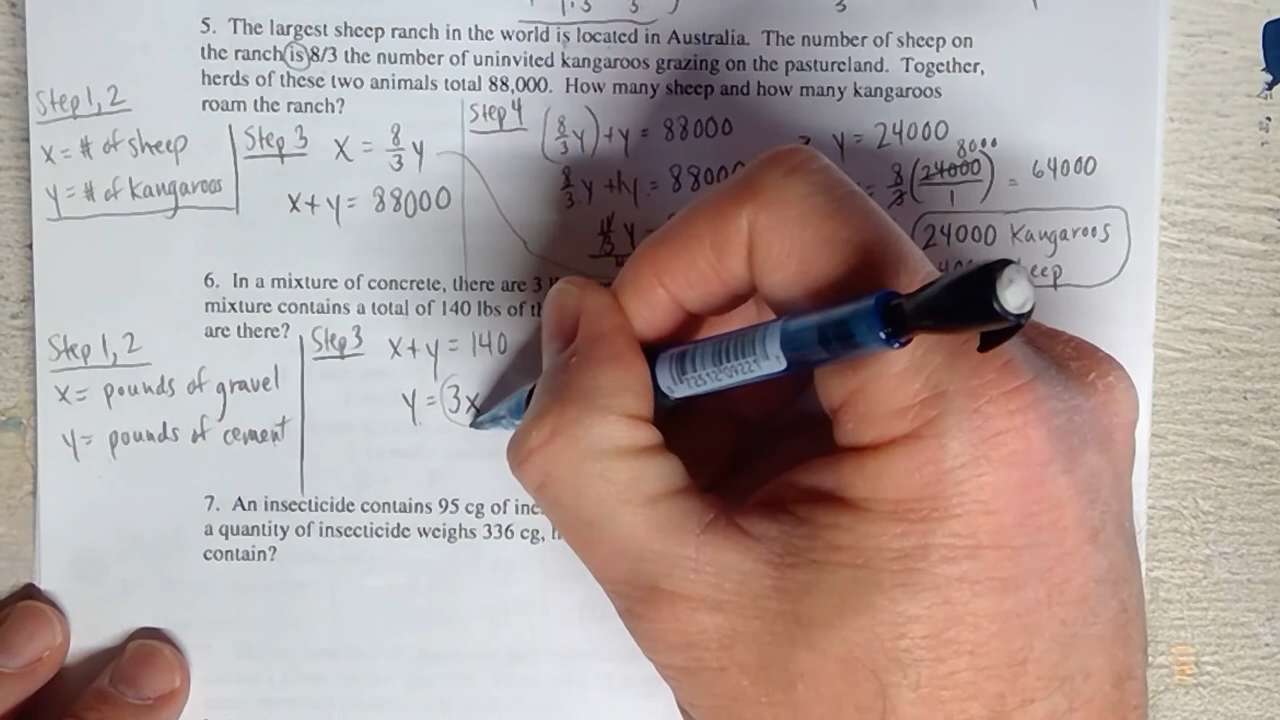 5. The largest sheep ranch in the world is located in Australia. The number of sheep on
the ranch is 8/3 the number of uninvited kangaroos grazing on the pastureland. Together,
herds of these two animals total 88,000. How many sheep and how many kangaroos
roam the ranch?
Step 1, 2
x = # of sheep
y = # of Kangaroos
Step 3 x = 8/3 y
x+y = 88000
Step 4 (8/3 y) + y = 88000
y = 24000
8000
8/3 (24000/1) = 64000
24000 Kangaroos
6. In a mixture of concrete, there are 3
mixture contains a total of 140 lbs of
are there?
Step 1, 2
x = pounds of gravel
y = pounds of cement
Step 3 x+y = 140
y = 3x
7. An insecticide contains 95 cg of
a quantity of insecticide weighs 336 cg,
contain?
72512 09221